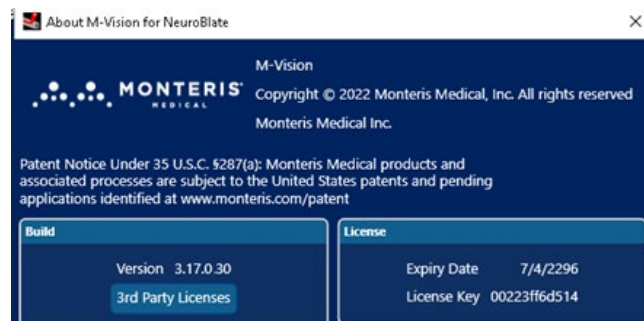 About M-Vision for NeuroBlate
M-Vision
MONTERIS®
MEDICAL
Copyright © 2022 Monteris Medical, Inc. All rights reserved
Monteris Medical Inc.
Patent Notice Under 35 U.S.C. §287(a): Monteris Medical products and
associated processes are subject to the United States patents and pending
applications identified at www.monteris.com/patent
Build
Version 3.17.0.30
3rd Party Licenses
License
Expiry Date 7/4/2296
License Key 00223ff6d514